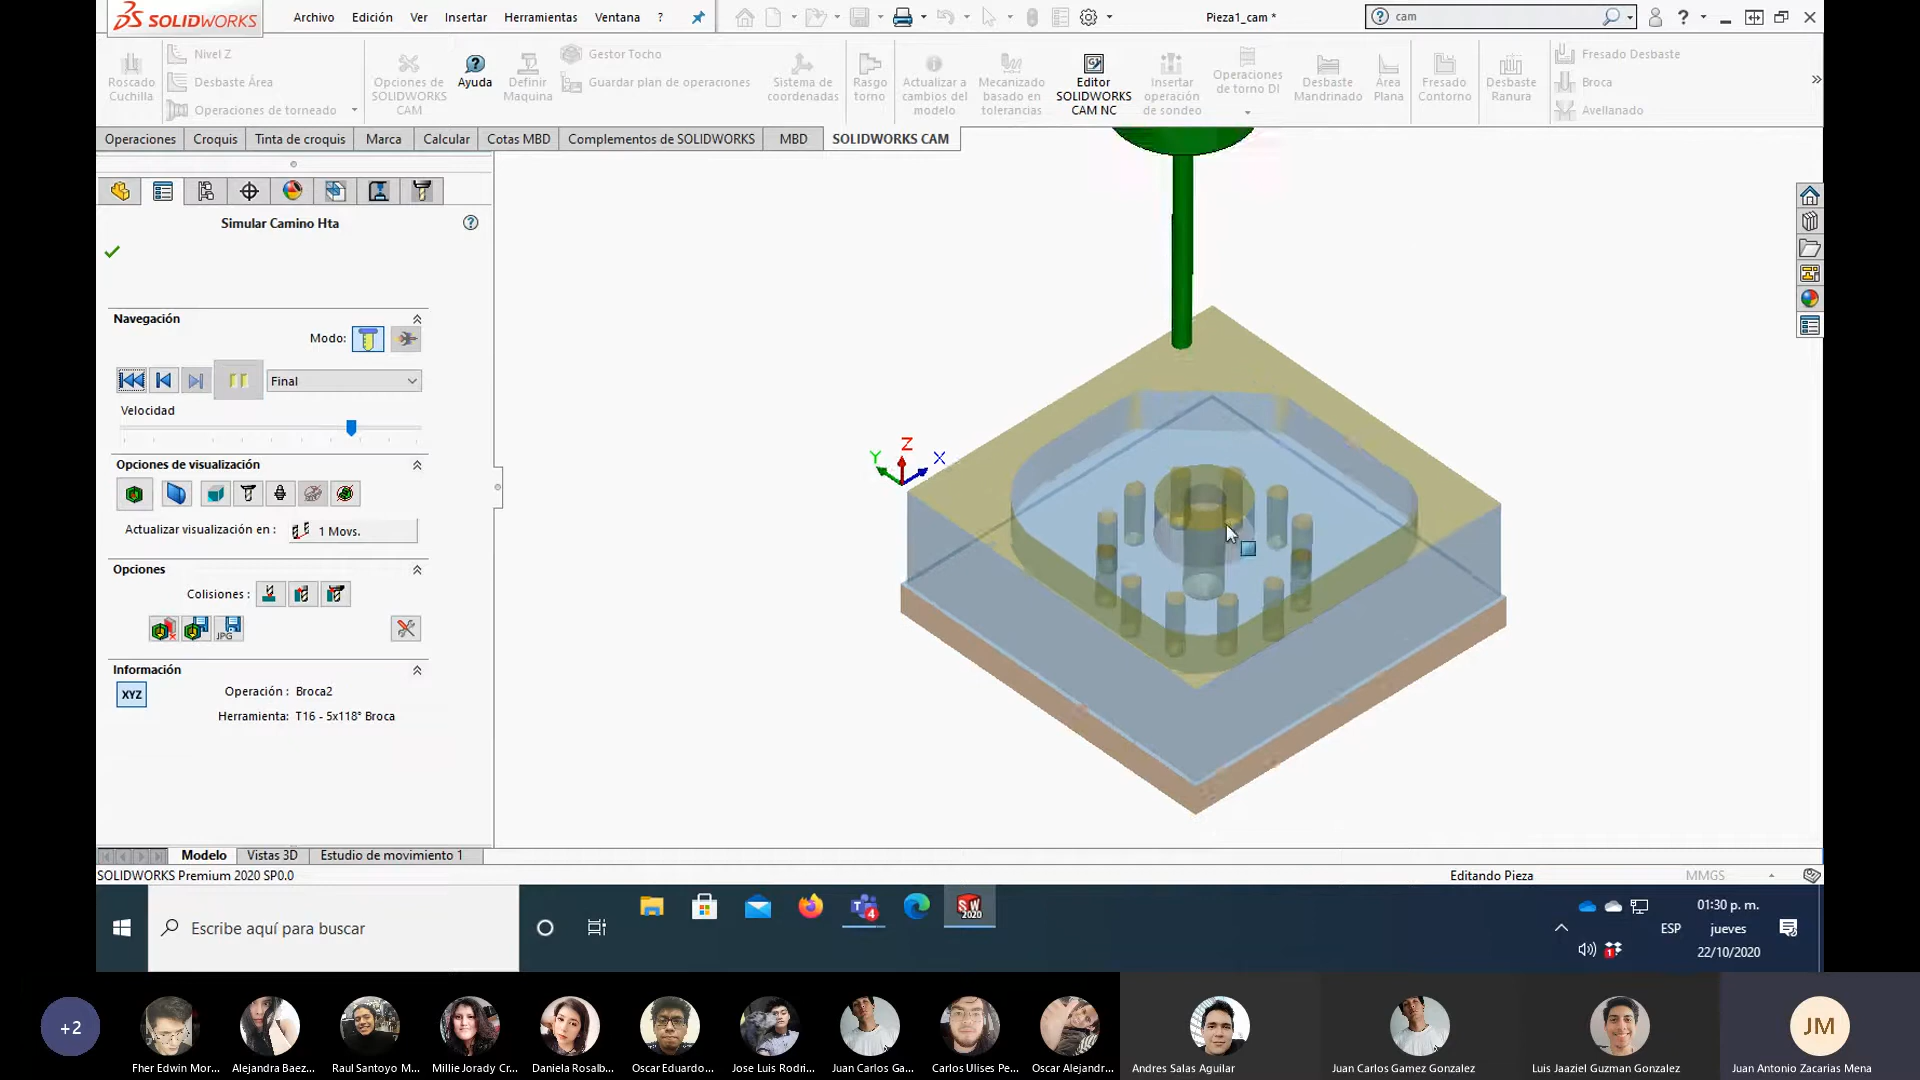 SOLIDWORKS
Archivo Edición Ver Insertar Herramientas Ventana ?
Pieza1_cam *
cam
Roscado Cuchilla
Nivel Z
Desbaste Área
Operaciones de torneado
Opciones de SOLIDWORKS CAM
Ayuda
Definir Maquina
Gestor Tocho
Guardar plan de operaciones
Sistema de coordenadas
Rasgo torno
Actualizar a cambios del modelo
Mecanizado basado en tolerancias
Editor SOLIDWORKS CAM NC
Insertar operación de sondeo
Operaciones de torno DI
Desbaste Mandrinado
Area Plana
Fresado Contorno
Desbaste Ranura
Fresado Desbaste
Broca
Avellanado
Operaciones Croquis Tinta de croquis Marca Calcular Cotas MBD Complementos de SOLIDWORKS MBD SOLIDWORKS CAM
Simular Camino Hta
Navegación
Modo:
Final
Velocidad
Opciones de visualización
Actualizar visualización en : 1 Movs.
Opciones
Colisiones :
JPG
Información
XYZ
Operación : Broca2
Herramienta: T16 - 5x118° Broca
Z
Y
X
Modelo Vistas 3D Estudio de movimiento 1
SOLIDWORKS Premium 2020 SP0.0
Editando Pieza
MMGS
Escribe aquí para buscar
4
SW
2020
ESP
1
01:30 p. m.
jueves
22/10/2020
+2
JM
Fher Edwin Mor...
Alejandra Baez...
Raul Santoyo M...
Millie Jorady Cr...
Daniela Rosalb...
Oscar Eduardo...
Jose Luis Rodri...
Juan Carlos Ga...
Carlos Ulises Pe...
Oscar Alejandr...
Andres Salas Aguilar
Juan Carlos Gamez Gonzalez
Luis Jaaziel Guzman Gonzalez
Juan Antonio Zacarias Mena